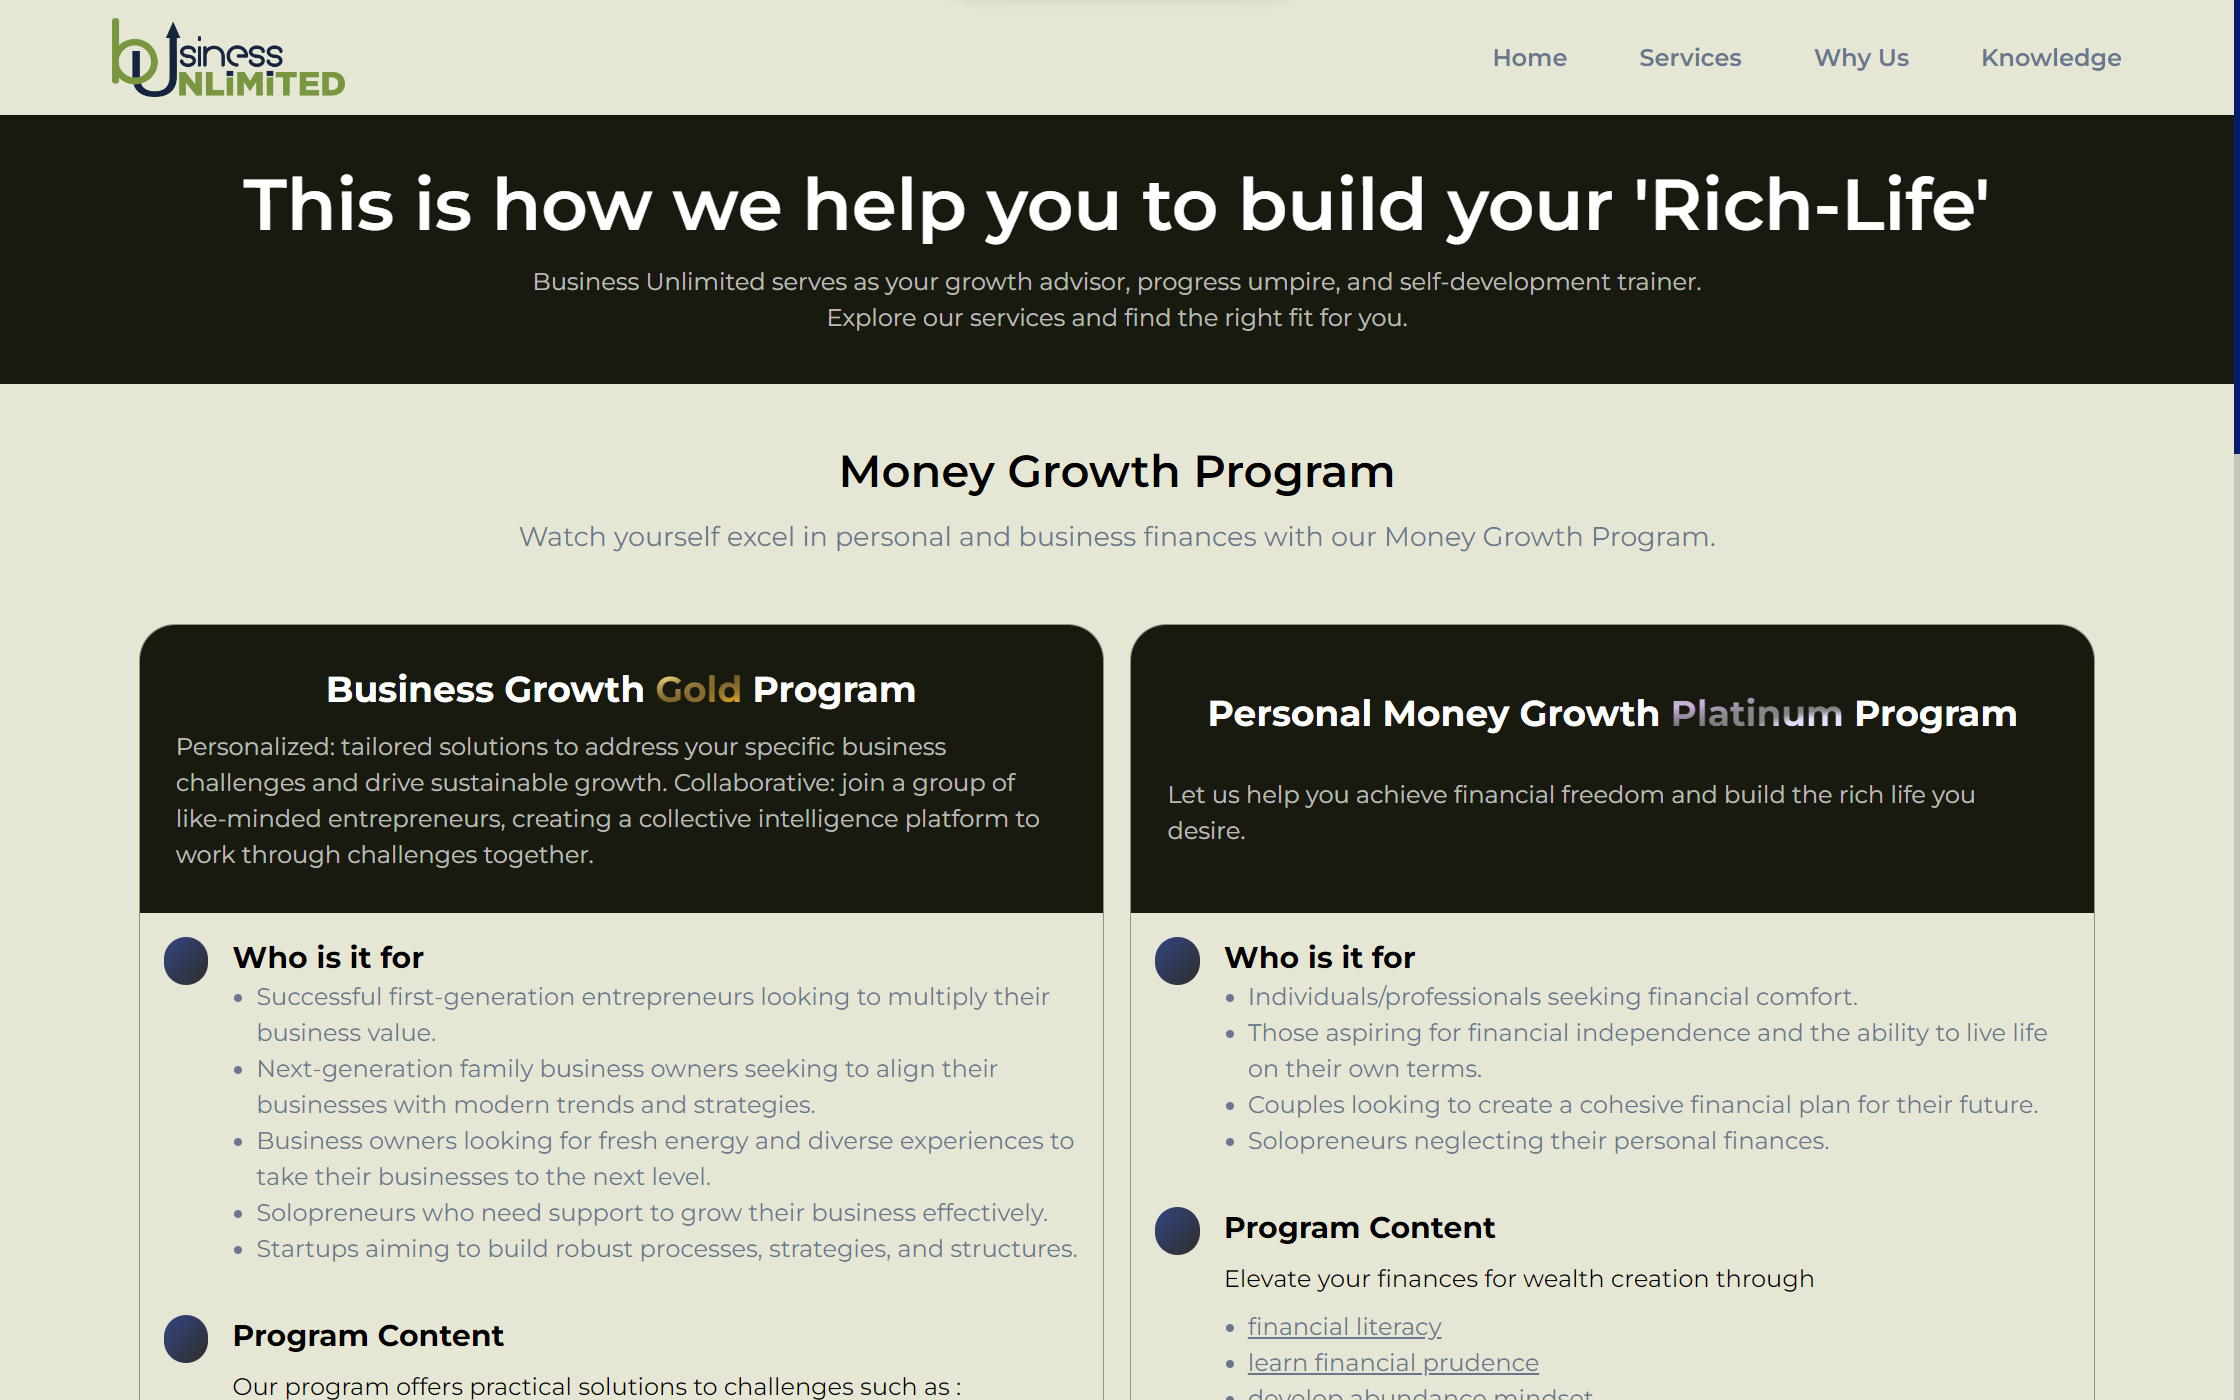 business
UNLiMiTED
Home
Services
Why Us
Knowledge
This is how we help you to build your 'Rich-Life'
Business Unlimited serves as your growth advisor, progress umpire, and self-development trainer.
Explore our services and find the right fit for you.
Money Growth Program
Watch yourself excel in personal and business finances with our Money Growth Program.
Business Growth Gold Program
Personalized: tailored solutions to address your specific business
challenges and drive sustainable growth. Collaborative: join a group of
like-minded entrepreneurs, creating a collective intelligence platform to
work through challenges together.
Who is it for
• Successful first-generation entrepreneurs looking to multiply their
business value.
• Next-generation family business owners seeking to align their
businesses with modern trends and strategies.
• Business owners looking for fresh energy and diverse experiences to
take their businesses to the next level.
• Solopreneurs who need support to grow their business effectively.
• Startups aiming to build robust processes, strategies, and structures.
Program Content
Our program offers practical solutions to challenges such as :
Personal Money Growth Platinum Program
Let us help you achieve financial freedom and build the rich life you
desire.
Who is it for
• Individuals/professionals seeking financial comfort.
• Those aspiring for financial independence and the ability to live life
on their own terms.
• Couples looking to create a cohesive financial plan for their future.
• Solopreneurs neglecting their personal finances.
Program Content
Elevate your finances for wealth creation through
• financial literacy
• learn financial prudence
• develop abundance mindset